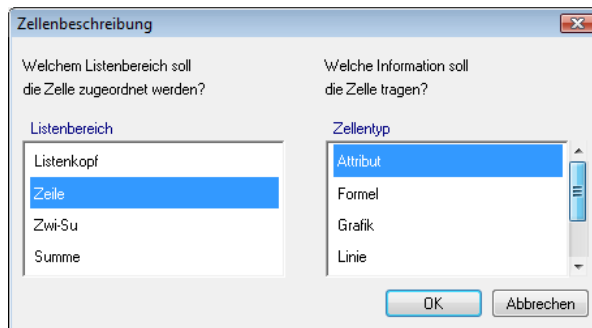 Zellenbeschreibung
Welchem Listenbereich soll
die Zelle zugeordnet werden?
Welche Information soll
die Zelle tragen?
Listenbereich
Listenkopf
Zeile
Zwi-Su
Summe
Zellentyp
Attribut
Formel
Grafik
Linie
OK
Abbrechen